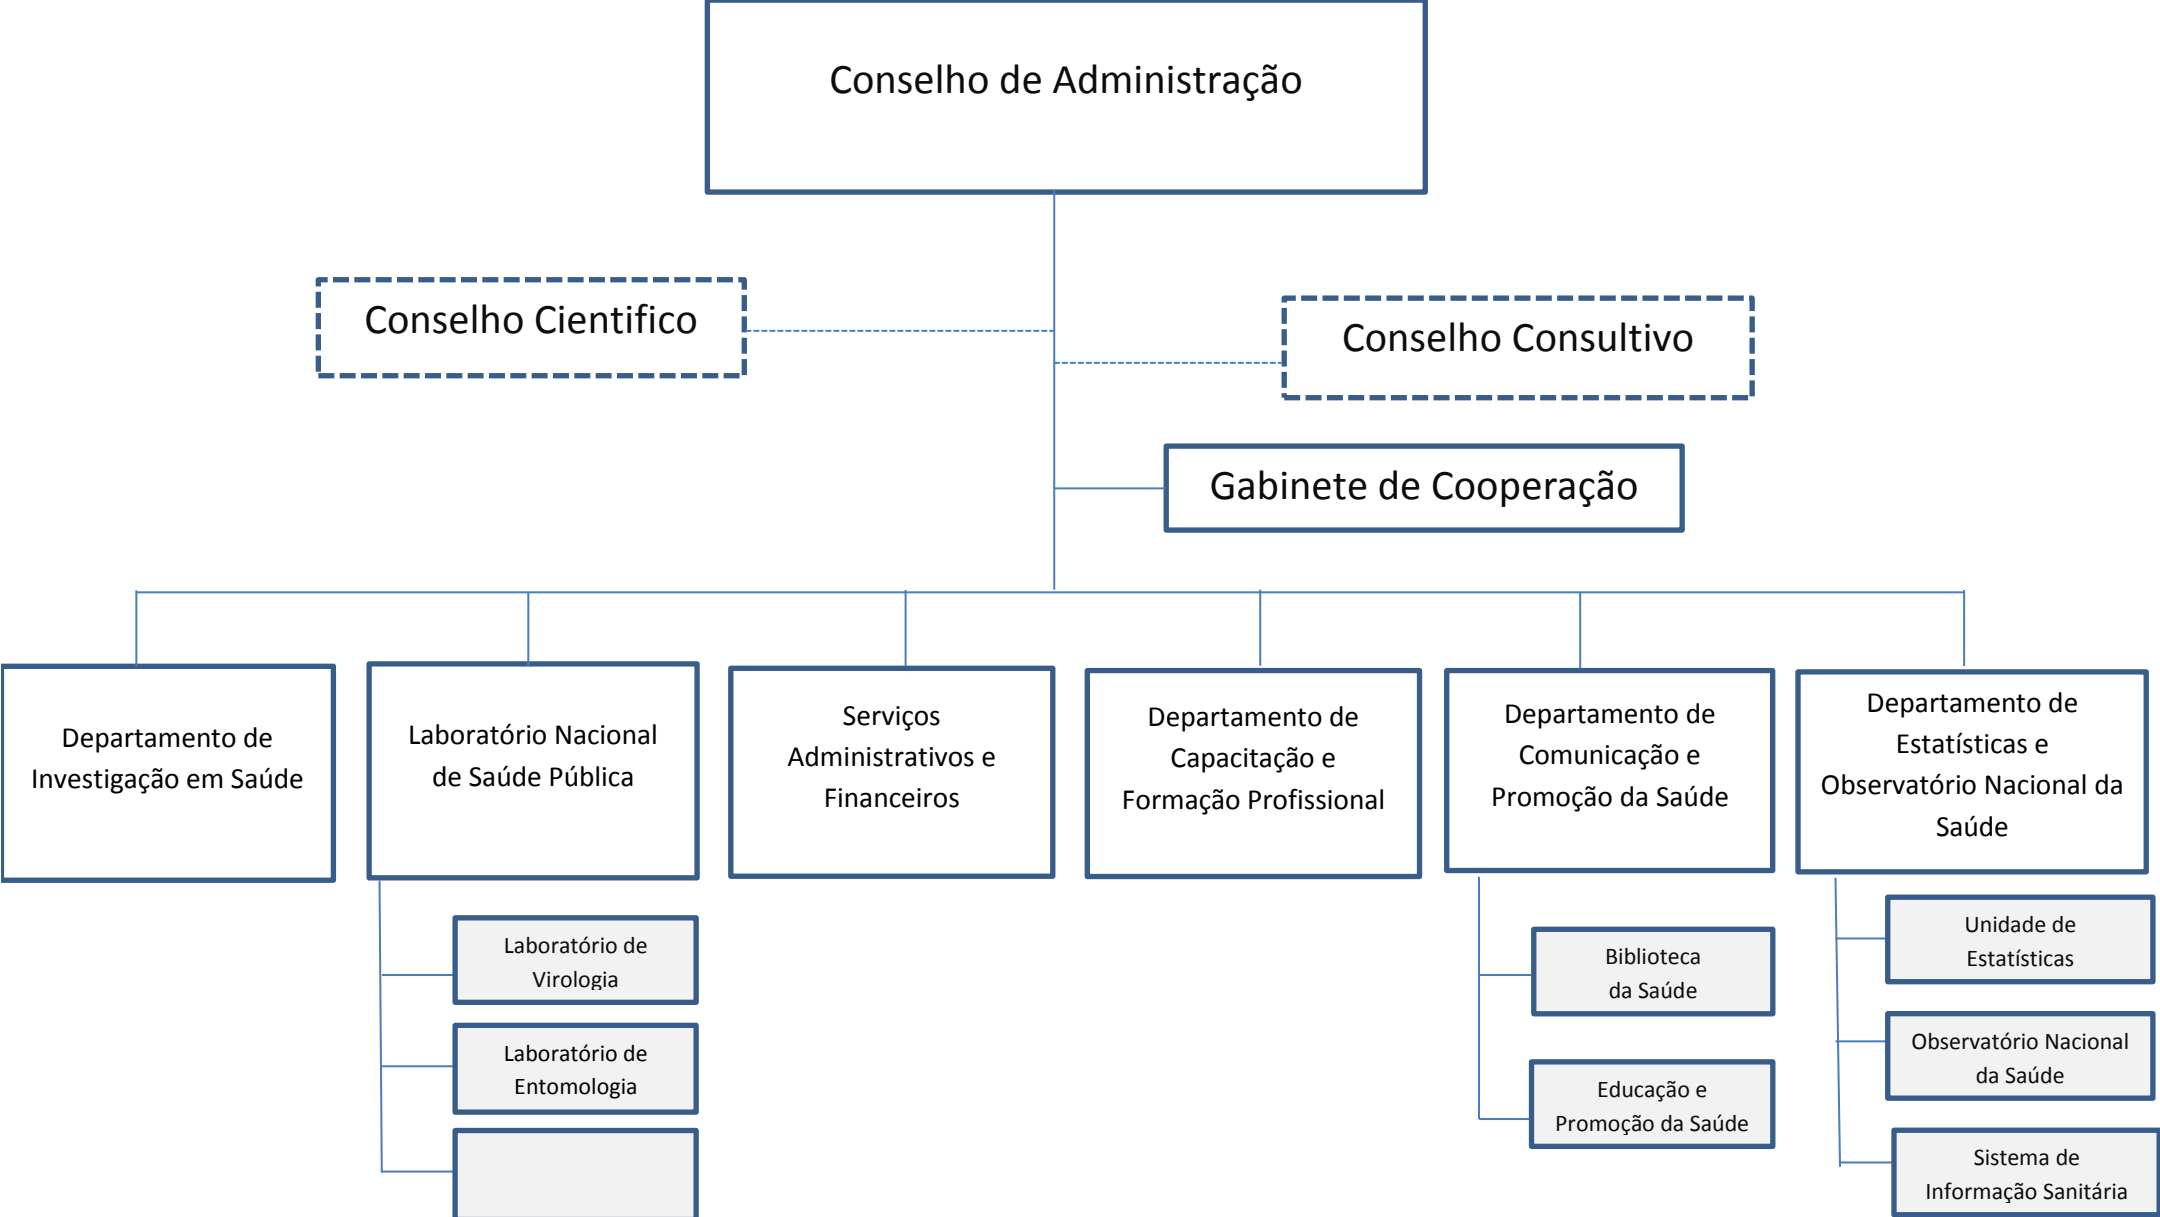 Conselho de Administração
Conselho Cientifico
Conselho Consultivo
Gabinete de Cooperação
Departamento de
Investigação em Saúde
Laboratório Nacional
de Saúde Pública
Serviços
Administrativos e
Financeiros
Departamento de
Capacitação e
Formação Profissional
Departamento de
Comunicação e
Promoção da Saúde
Departamento de
Estatísticas e
Observatório Nacional da
Saúde
Laboratório de
Virologia
Laboratório de
Entomologia
Biblioteca
da Saúde
Educação e
Promoção da Saúde
Unidade de
Estatísticas
Observatório Nacional
da Saúde
Sistema de
Informação Sanitária